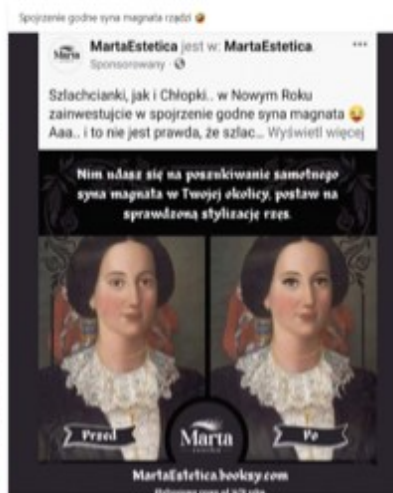 Spojrzenie godne syna magnata rządzi 🤣
Marta
MartaEstetica jest w: MartaEstetica.
Sponsorowany ·
Szlachcianki, jak i Chłopki.. w Nowym Roku
zainwestujcie w spojrzenie godne syna magnata 😜
Aaa.. i to nie jest prawda, że szlac... Wyświetl więcej
Nim udasz się na poszukiwanie samotnego
syna magnata w Twojej okolicy, postaw na
sprawdzoną stylizację rzęs.
Przed
Marta
Po
MartaEstetica.booksy.com